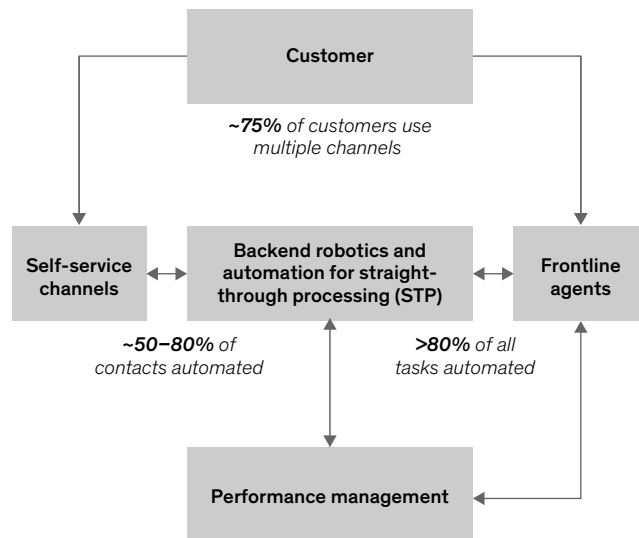 Customer
~75% of customers use
multiple channels
Self-service
channels
Backend robotics and
automation for straight-
through processing (STP)
Frontline
agents
~50–80% of
contacts automated
>80% of all
tasks automated
Performance management